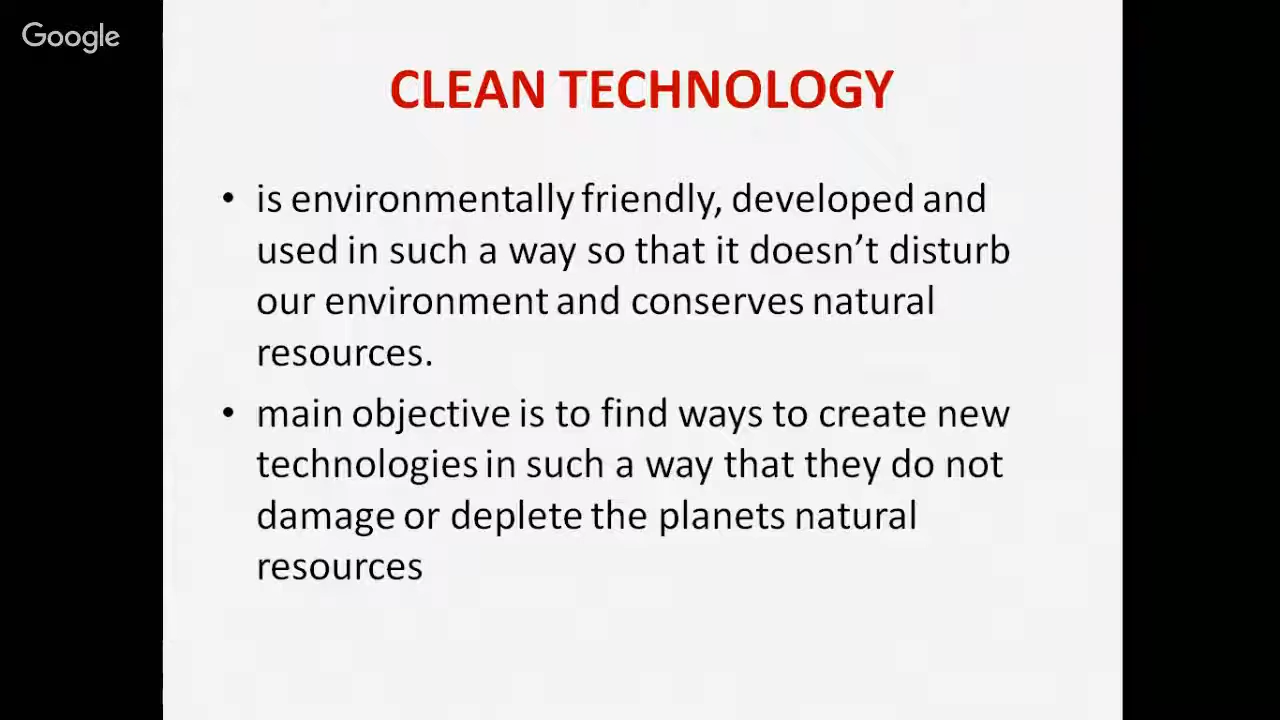 Google
CLEAN TECHNOLOGY
• is environmentally friendly, developed and
used in such a way so that it doesn’t disturb
our environment and conserves natural
resources.
• main objective is to find ways to create new
technologies in such a way that they do not
damage or deplete the planets natural
resources